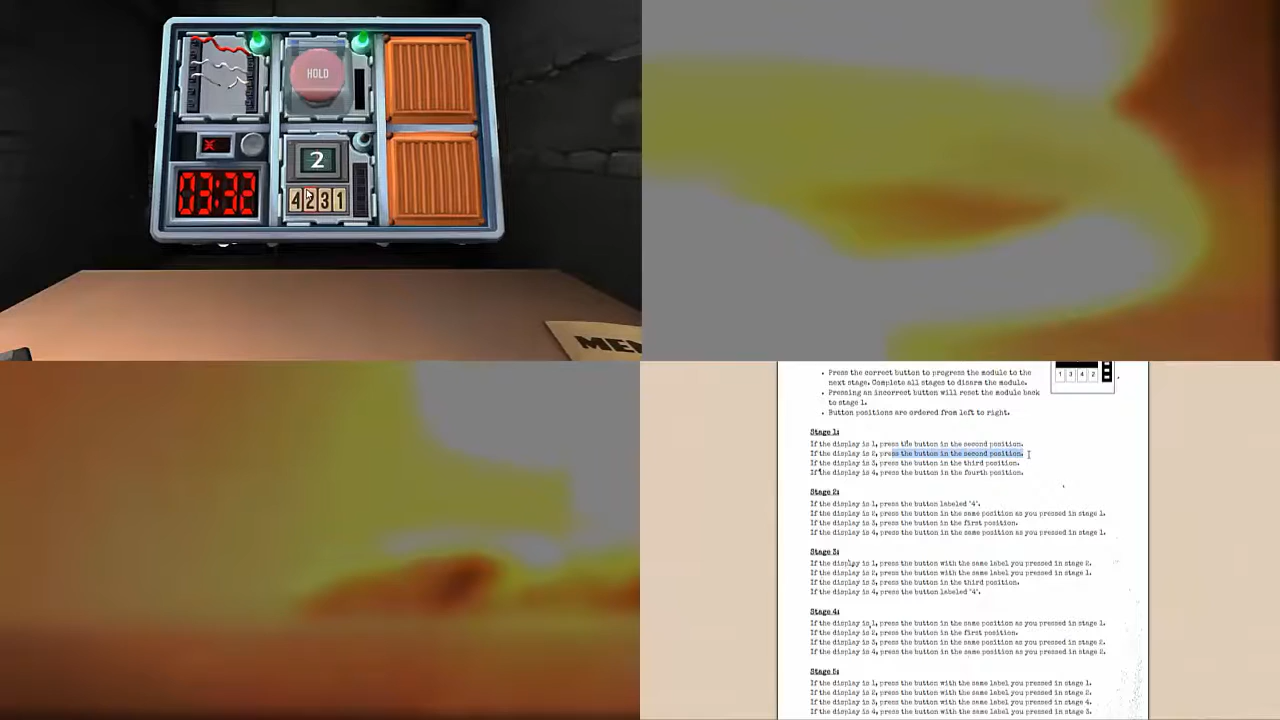 HOLD
x
2
03:32
4 2 3 1
Press the correct button to progress the module to the
next stage. Complete all stages to disarm the module.
Pressing an incorrect button will reset the module back
to stage 1.
Button positions are ordered from left to right.
1 3 4 2
Stage 1:
If the display is 1, press the button in the second position.
If the display is 2, press the button in the second position.
If the display is 3, press the button in the third position.
If the display is 4, press the button in the fourth position.
Stage 2:
If the display is 1, press the button labeled "4".
If the display is 2, press the button in the same position as you pressed in stage 1.
If the display is 3, press the button in the first position.
If the display is 4, press the button in the same position as you pressed in stage 1.
Stage 3:
If the display is 1, press the button with the same label you pressed in stage 2.
If the display is 2, press the button with the same label you pressed in stage 1.
If the display is 3, press the button in the third position.
If the display is 4, press the button labeled "4".
Stage 4:
If the display is 1, press the button in the same position as you pressed in stage 1.
If the display is 2, press the button in the first position.
If the display is 3, press the button in the same position as you pressed in stage 2.
If the display is 4, press the button in the same position as you pressed in stage 2.
Stage 5:
If the display is 1, press the button with the same label you pressed in stage 1.
If the display is 2, press the button with the same label you pressed in stage 2.
If the display is 3, press the button with the same label you pressed in stage 4.
If the display is 4, press the button with the same label you pressed in stage 3.